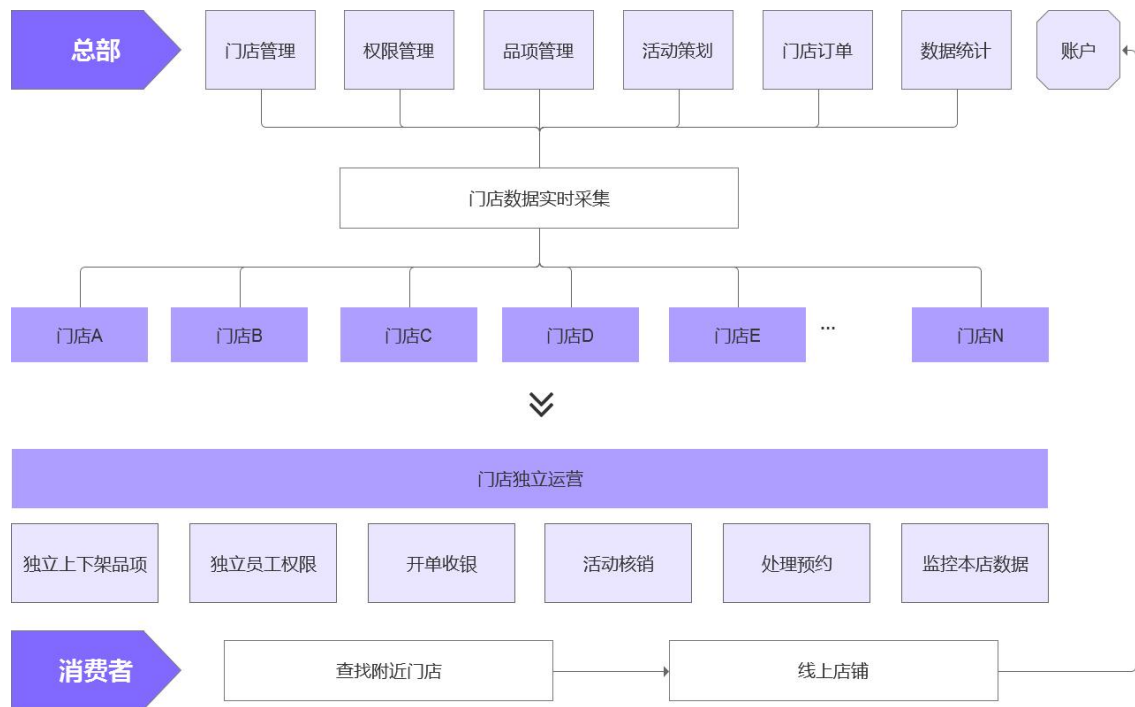 总部
门店管理
权限管理
品项管理
活动策划
门店订单
数据统计
账户
门店数据实时采集
门店A
门店B
门店C
门店D
门店E
...
门店N
门店独立运营
独立上下架品项
独立员工权限
开单收银
活动核销
处理预约
监控本店数据
消费者
查找附近门店
线上店铺